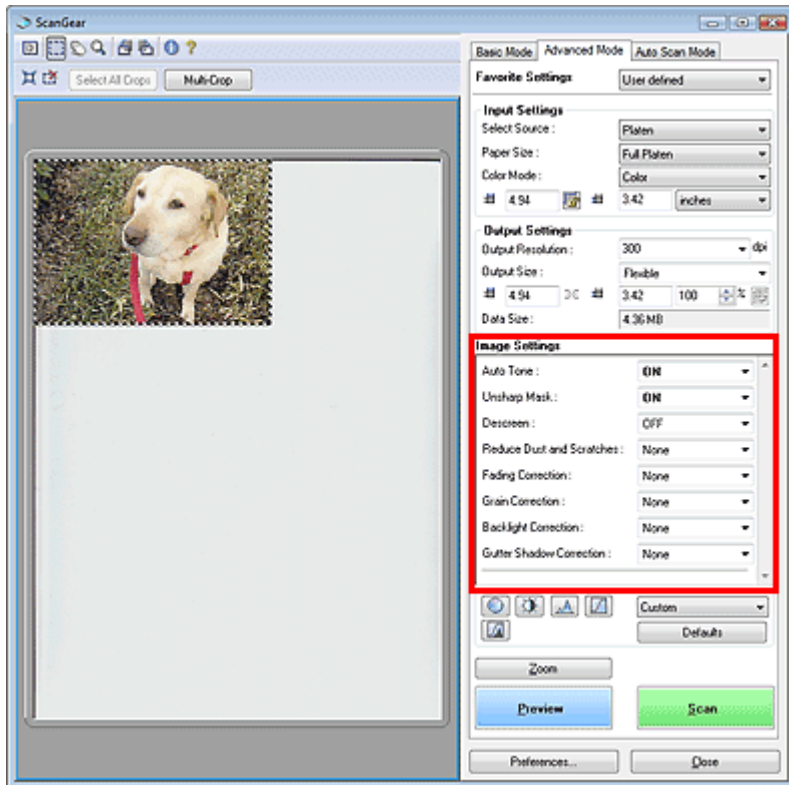 ScanGear
Select All Crops Multi-Crop
Basic Mode Advanced Mode Auto Scan Mode
Favorite Settings User defined
Input Settings
Select Source : Platen
Paper Size : Full Platen
Color Mode : Color
4.94 3.42 inches
Output Settings
Output Resolution : 300 dpi
Output Size : Flexible
4.94 3.42 100 %
Data Size : 4.36 MB
Image Settings
Auto Tone : ON
Unsharp Mask : ON
Descreen : OFF
Reduce Dust and Scratches : None
Fading Correction : None
Grain Correction : None
Backlight Correction : None
Gutter Shadow Correction : None
Custom
Defaults
Zoom
Preview Scan
Preferences... Close